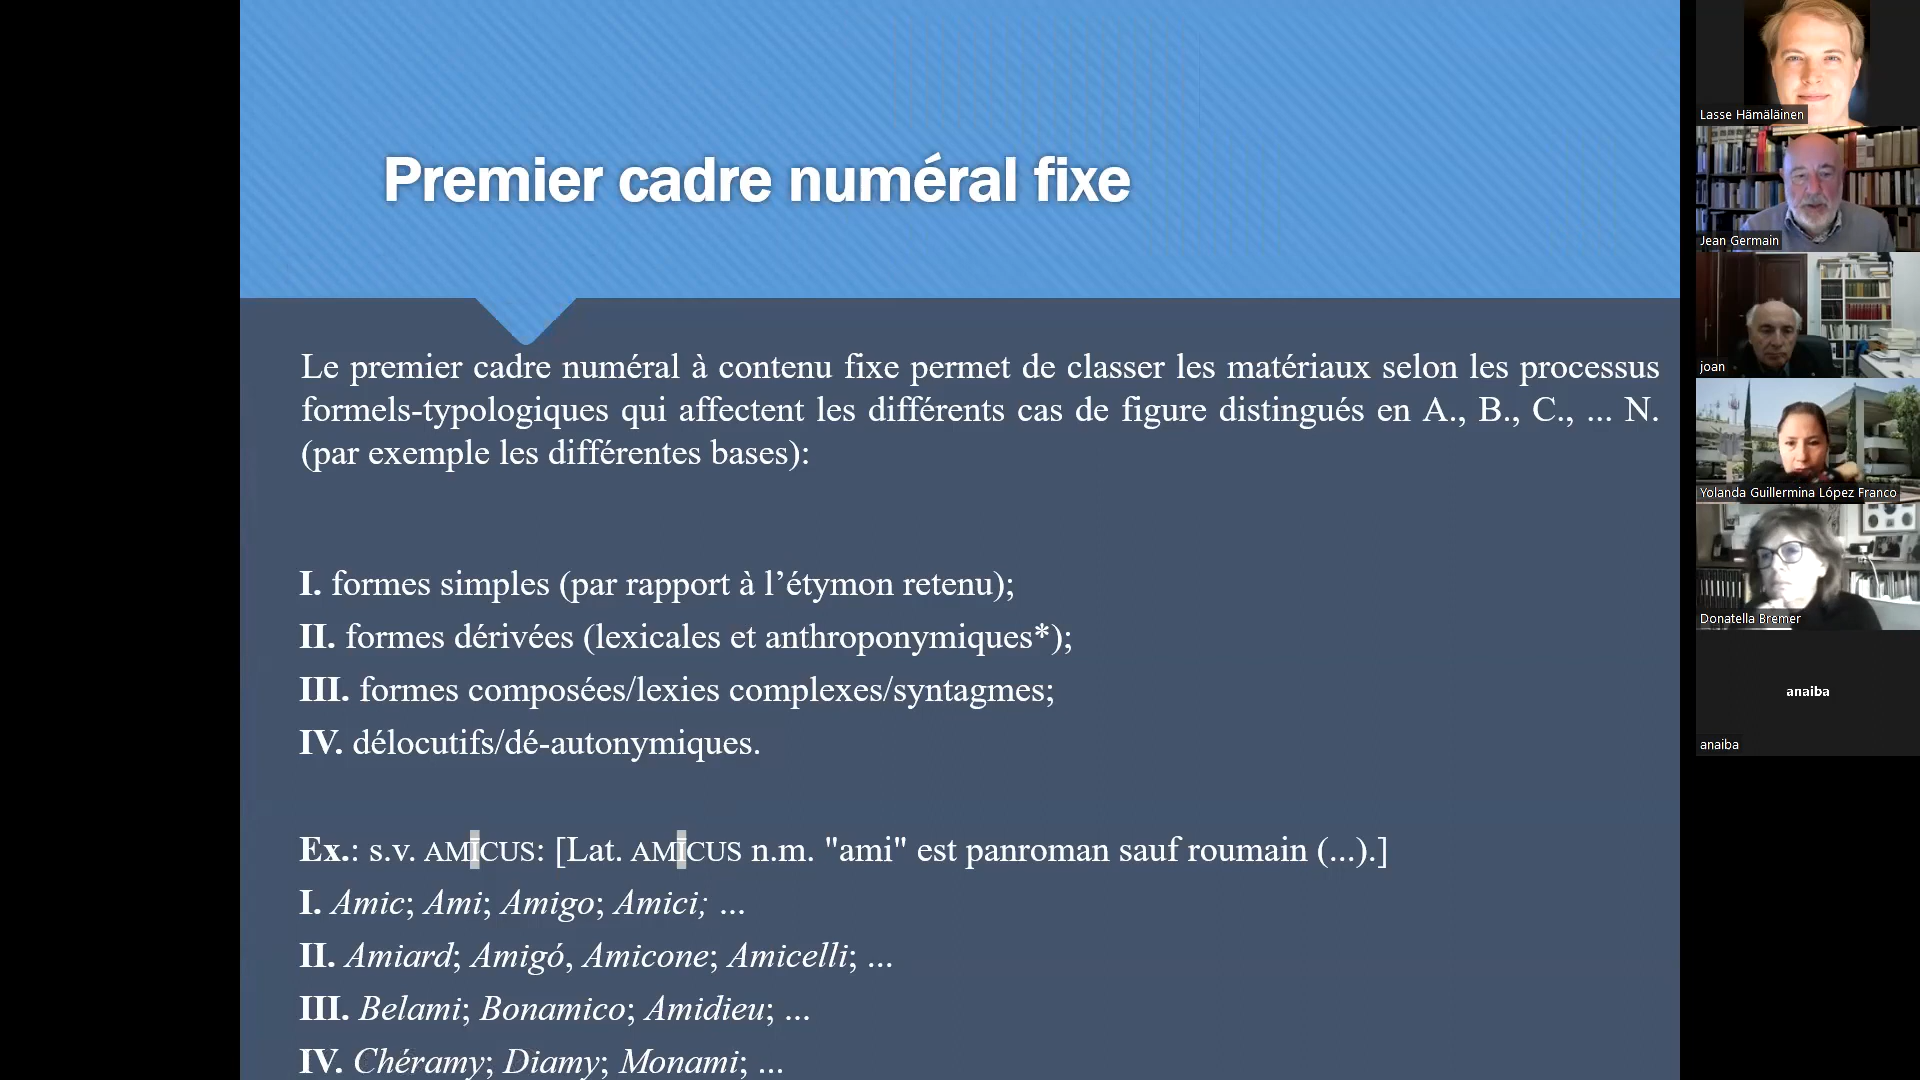 Premier cadre numéral fixe
Le premier cadre numéral à contenu fixe permet de classer les matériaux selon les processus
formels-typologiques qui affectent les différents cas de figure distingués en A., B., C., ... N.
(par exemple les différentes bases):
I. formes simples (par rapport à l’étymon retenu);
II. formes dérivées (lexicales et anthroponymiques*);
III. formes composées/lexies complexes/syntagmes;
IV. délocutifs/dé-autonymiques.
Ex.: s.v. AMĪCUS: [Lat. AMĪCUS n.m. "ami" est panroman sauf roumain (...).]
I. Amic; Ami; Amigo; Amici; ...
II. Amiard; Amigó, Amicone; Amicelli; ...
III. Belami; Bonamico; Amidieu; ...
IV. Chéramy; Diamy; Monami; ...
Lasse Hämäläinen
Jean Germain
joan
Yolanda Guillermina López Franco
Donatella Bremer
anaiba
anaiba